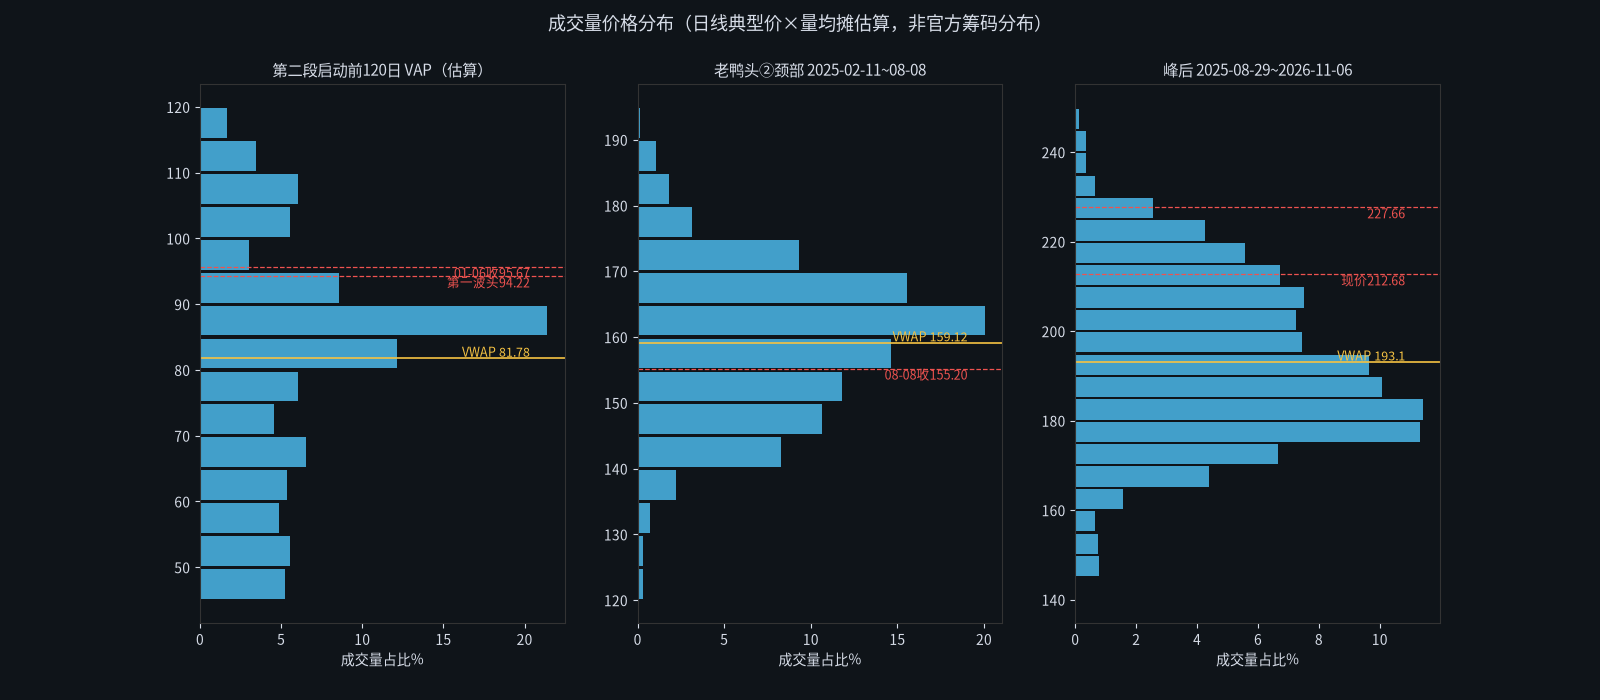 成交量价格分布（日线典型价×量均摊估算，非官方筹码分布）
第二段启动前120日 VAP（估算）
120
110
100
90
80
70
60
50
01-06收95.67
第一波头94.22
VWAP 81.78
0 5 10 15 20
成交量占比%
老鸭头②颈部 2025-02-11~08-08
190
180
170
160
150
140
130
120
VWAP 159.12
08-08收155.20
0 5 10 15 20
成交量占比%
峰后 2025-08-29~2026-11-06
240
220
200
180
160
140
227.66
现价212.68
VWAP 193.1
0 2 4 6 8 10
成交量占比%